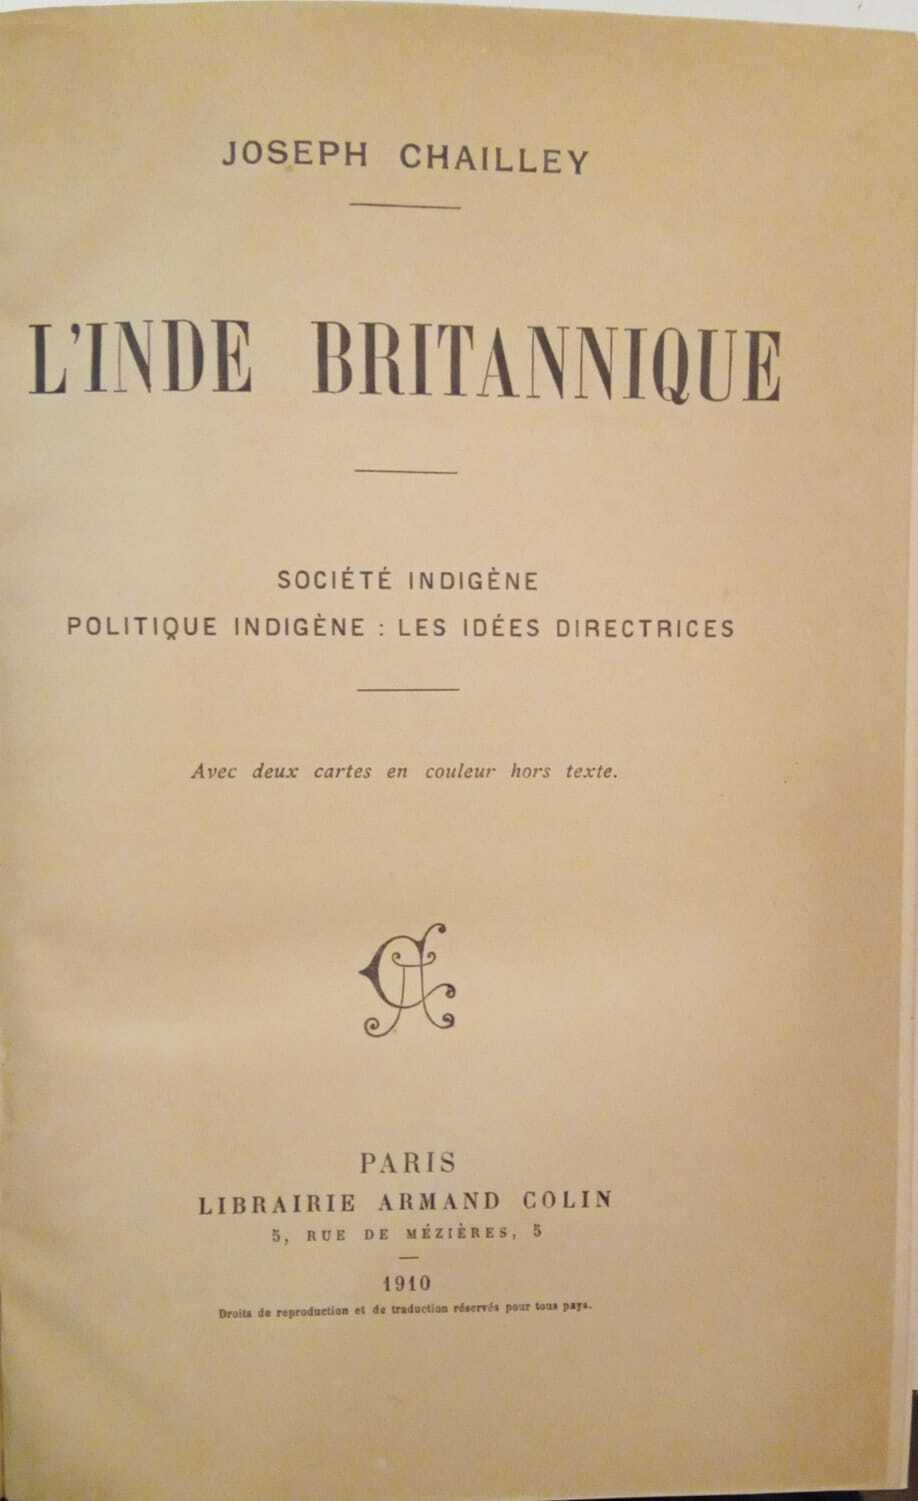 JOSEPH CHAILLEY
L'INDE BRITANNIQUE
SOCIÉTÉ INDIGÈNE
POLITIQUE INDIGÈNE : LES IDÉES DIRECTRICES
Avec deux cartes en couleur hors texte.
PARIS
LIBRAIRIE ARMAND COLIN
5, RUE DE MÉZIÈRES, 5
1910
Droits de reproduction et de traduction réservés pour tous pays.